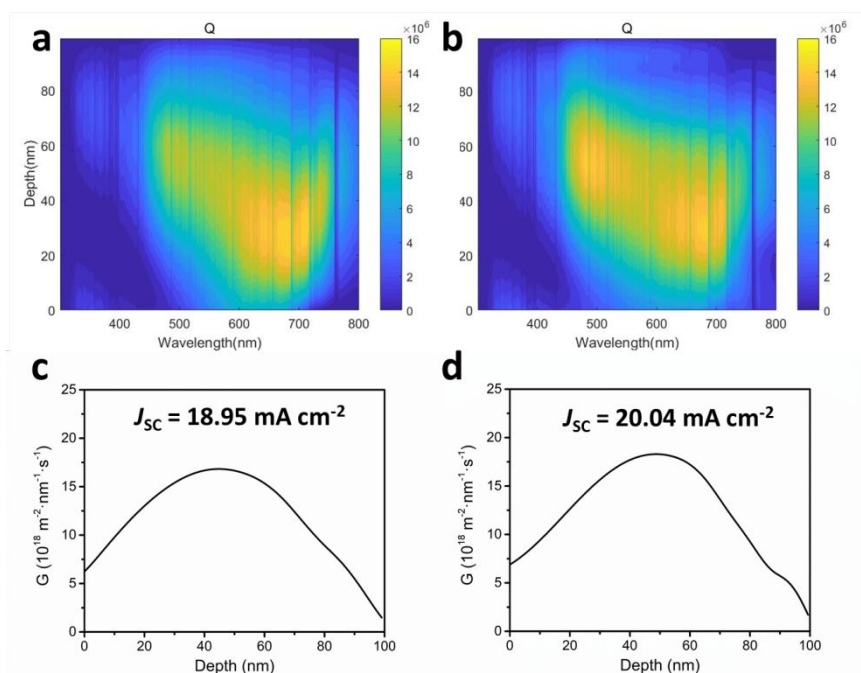 a
Q
×10⁶
16
14
12
10
8
6
4
2
0
80
60
40
20
0
Depth(nm)
400 500 600 700 800
Wavelength(nm)
b
Q
×10⁶
16
14
12
10
8
6
4
2
0
80
60
40
20
0
400 500 600 700 800
Wavelength(nm)
c
J_SC = 18.95 mA cm⁻²
25
20
15
10
5
0
G (10¹⁸ m⁻²·nm⁻¹·s⁻¹)
0 20 40 60 80 100
Depth (nm)
d
J_SC = 20.04 mA cm⁻²
25
20
15
10
5
0
G (10¹⁸ m⁻²·nm⁻¹·s⁻¹)
0 20 40 60 80 100
Depth (nm)